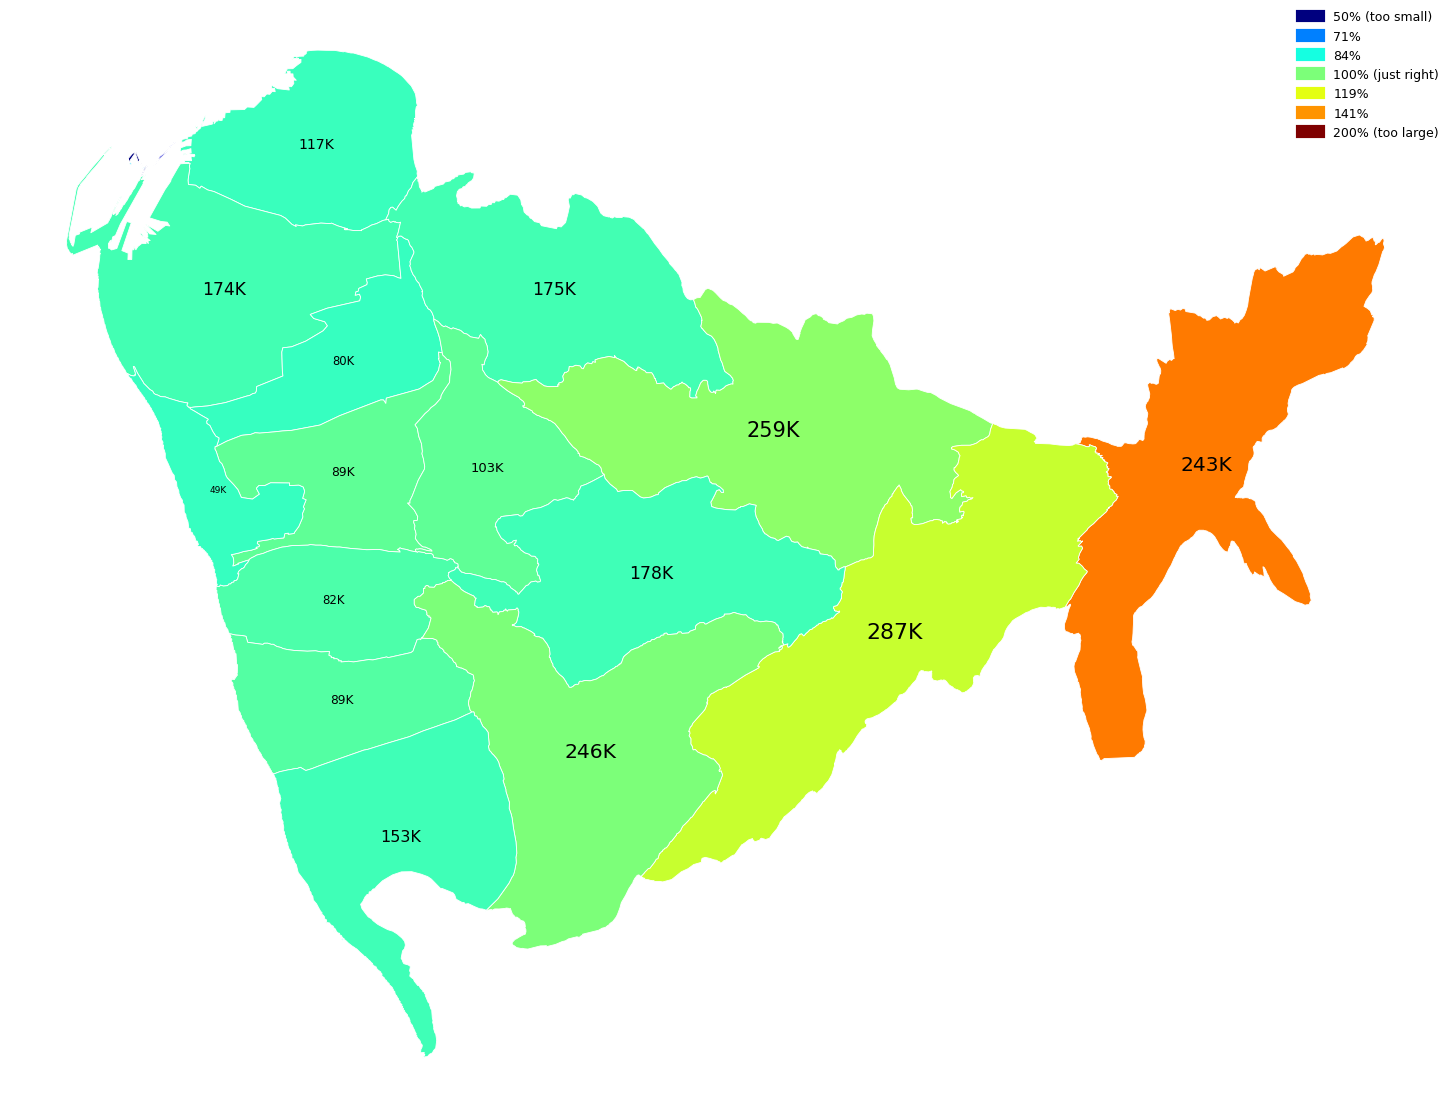 50% (too small)
71%
84%
100% (just right)
119%
141%
200% (too large)
117K
174K
175K
80K
259K
243K
103K
89K
49K
178K
82K
287K
89K
246K
153K